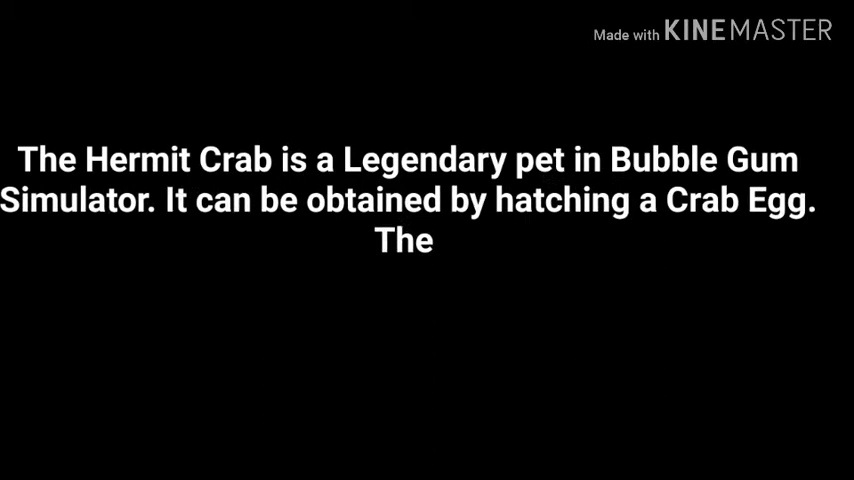 Made with KINEMASTER
The Hermit Crab is a Legendary pet in Bubble Gum
Simulator. It can be obtained by hatching a Crab Egg.
The